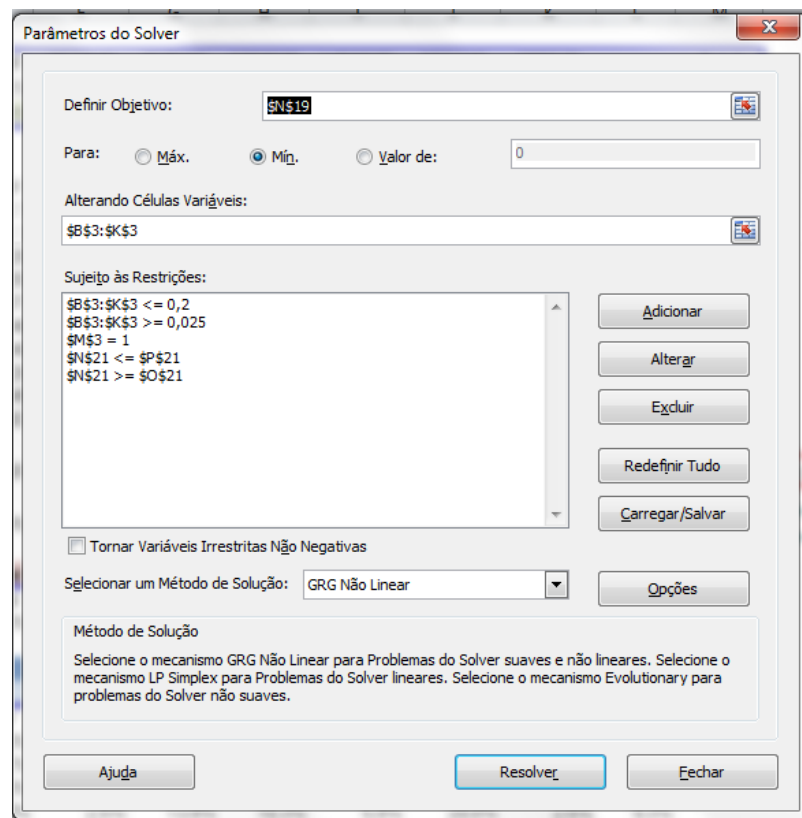 Parâmetros do Solver
Definir Objetivo:
$N$19
Para:
Máx.
Mín.
Valor de:
0
Alterando Células Variáveis:
$B$3:$K$3
Sujeito às Restrições:
$B$3:$K$3 <= 0,2
$B$3:$K$3 >= 0,025
$M$3 = 1
$N$21 <= $P$21
$N$21 >= $O$21
Adicionar
Alterar
Excluir
Redefinir Tudo
Carregar/Salvar
Tornar Variáveis Irrestritas Não Negativas
Selecionar um Método de Solução:
GRG Não Linear
Opções
Método de Solução
Selecione o mecanismo GRG Não Linear para Problemas do Solver suaves e não lineares. Selecione o
mecanismo LP Simplex para Problemas do Solver lineares. Selecione o mecanismo Evolutionary para
problemas do Solver não suaves.
Ajuda
Resolver
Fechar